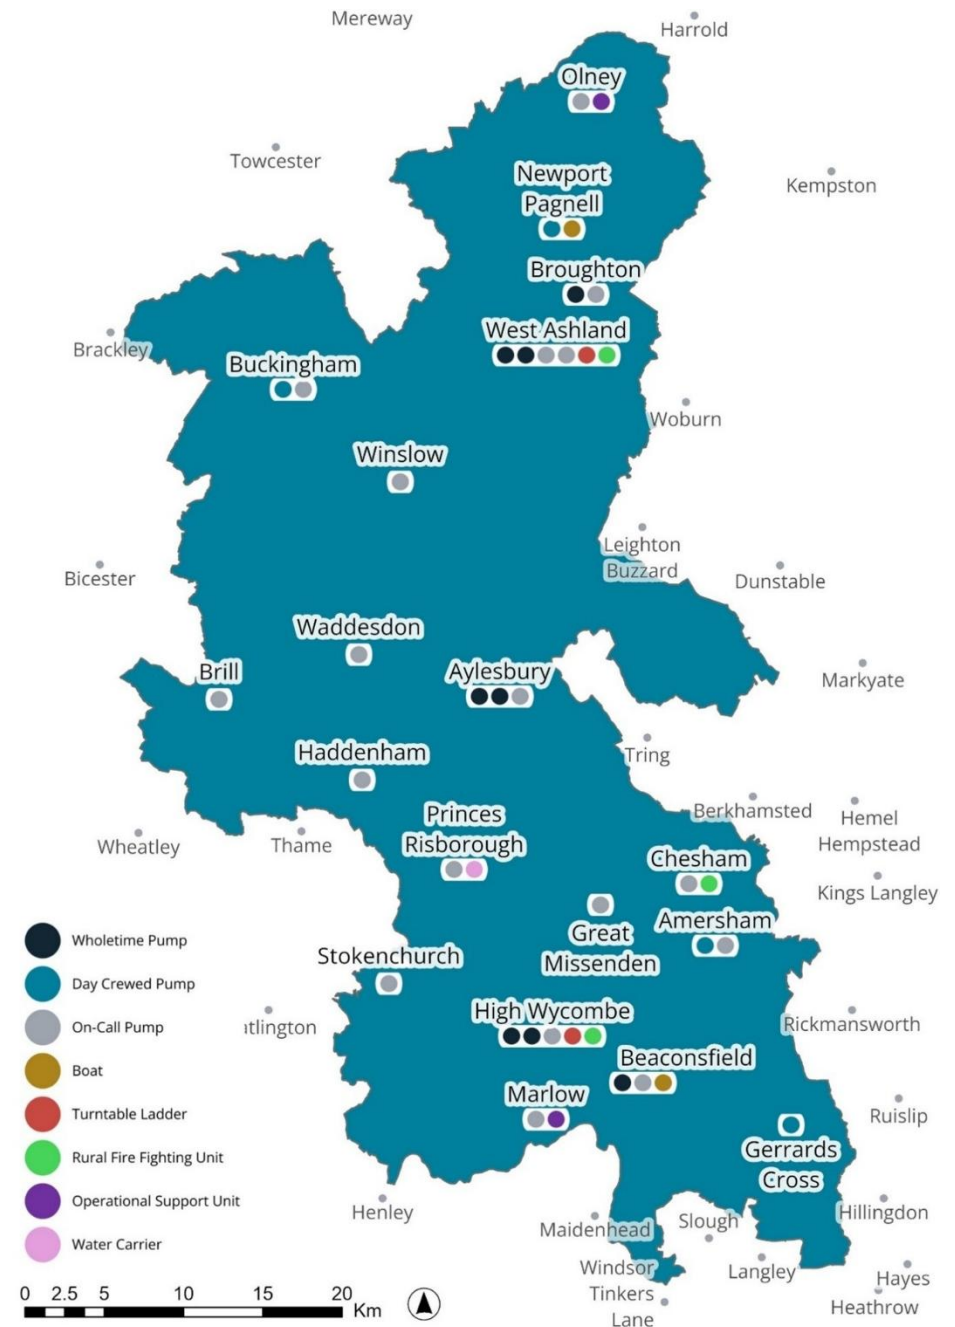 Mereway
Harrold
Olney
Towcester
Newport
Pagnell
Kempston
Broughton
West Ashland
Brackley
Buckingham
Woburn
Winslow
Leighton
Buzzard
Bicester
Dunstable
Waddesdon
Brill
Aylesbury
Markyate
Tring
Haddenham
Princes
Risborough
Berkhamsted
Hemel
Hempstead
Wheatley
Thame
Chesham
Kings Langley
Amersham
Great
Missenden
Stokenchurch
High Wycombe
tlington
Rickmansworth
Beaconsfield
Marlow
Ruislip
Gerrards
Cross
Henley
Maidenhead
Slough
Hillingdon
Windsor
Tinkers
Lane
Langley
Hayes
Heathrow
Wholetime Pump
Day Crewed Pump
On-Call Pump
Boat
Turntable Ladder
Rural Fire Fighting Unit
Operational Support Unit
Water Carrier
0 2.5 5 10 15 20
Km